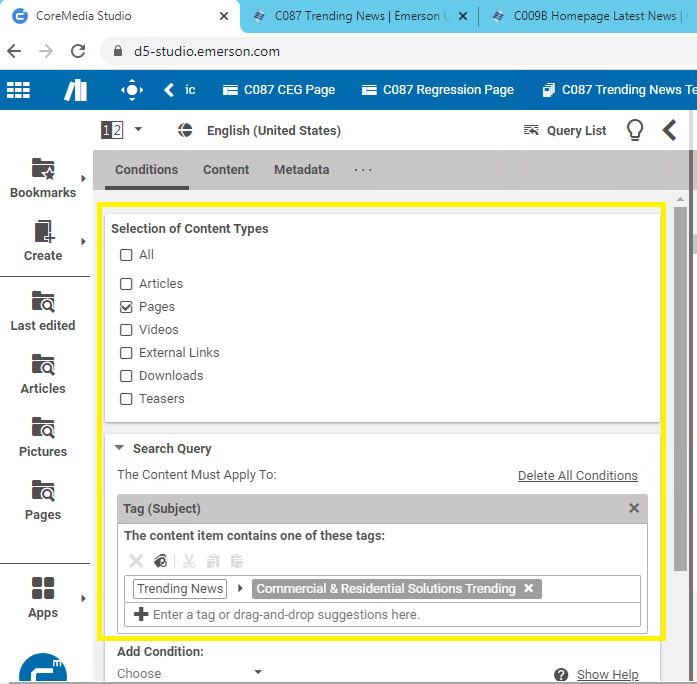 CoreMedia Studio
C087 Trending News | Emerson
C009B Homepage Latest News |
d5-studio.emerson.com
ic
C087 CEG Page
C087 Regression Page
C087 Trending News Te
12
English (United States)
Query List
Bookmarks
Create
Last edited
Articles
Pictures
Pages
Apps
m
Conditions
Content
Metadata
...
Selection of Content Types
All
Articles
Pages
Videos
External Links
Downloads
Teasers
Search Query
The Content Must Apply To:
Delete All Conditions
Tag (Subject)
The content item contains one of these tags:
Trending News
Commercial & Residential Solutions Trending
Enter a tag or drag-and-drop suggestions here.
Add Condition:
Choose
Show Help